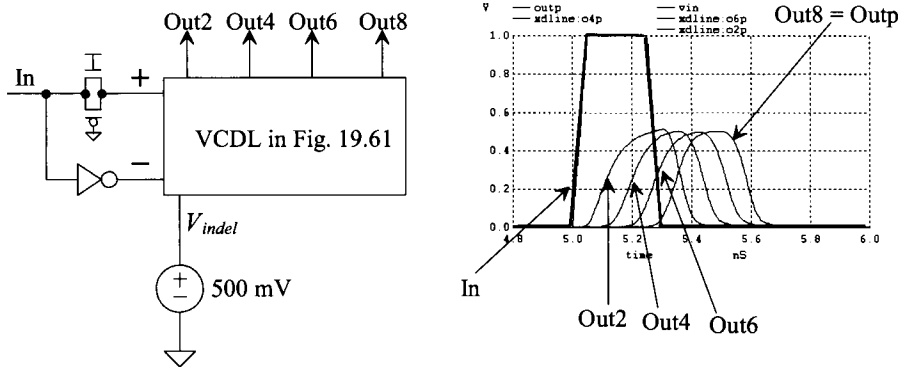 Out2 Out4 Out6 Out8
In
+
VCDL in Fig. 19.61
−
V_indel
+
−
500 mV
V
outp vin
xdline:o4p xdline:o6p
xdline:o2p
Out8 = Outp
1.0
0.8
0.6
0.4
0.2
0.0
4.8 5.0 5.2 5.4 5.6 5.8 6.0
time nS
In
Out2 Out4 Out6